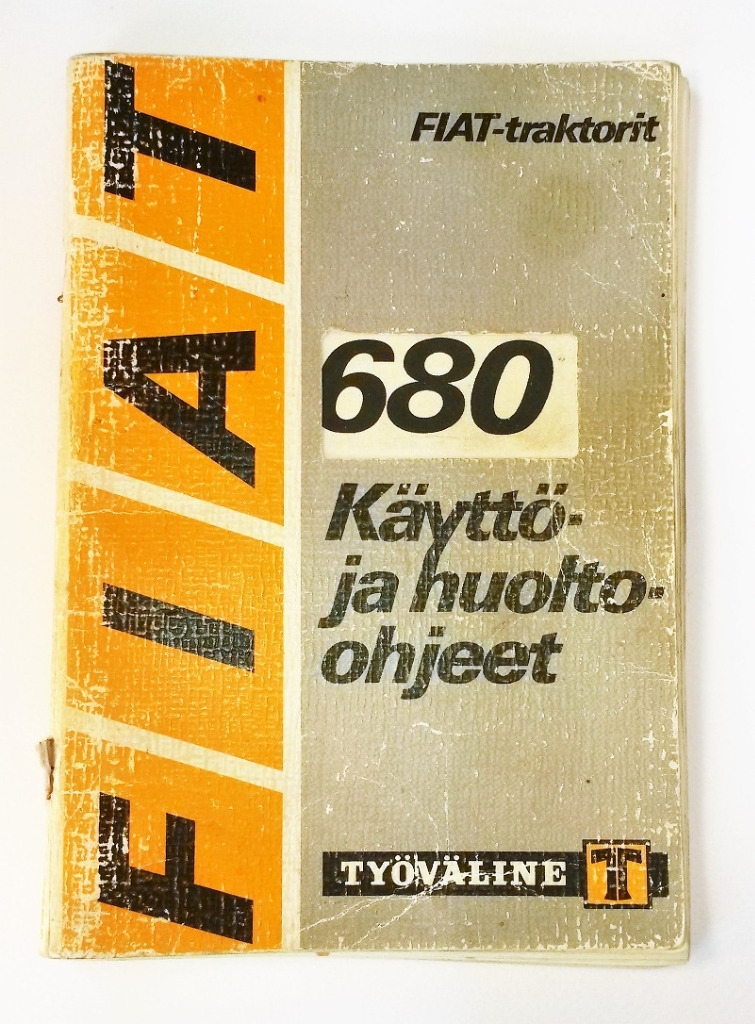 FIAT
FIAT-traktorit
680
Käyttö-
ja huolto-
ohjeet
TYÖVÄLINE T